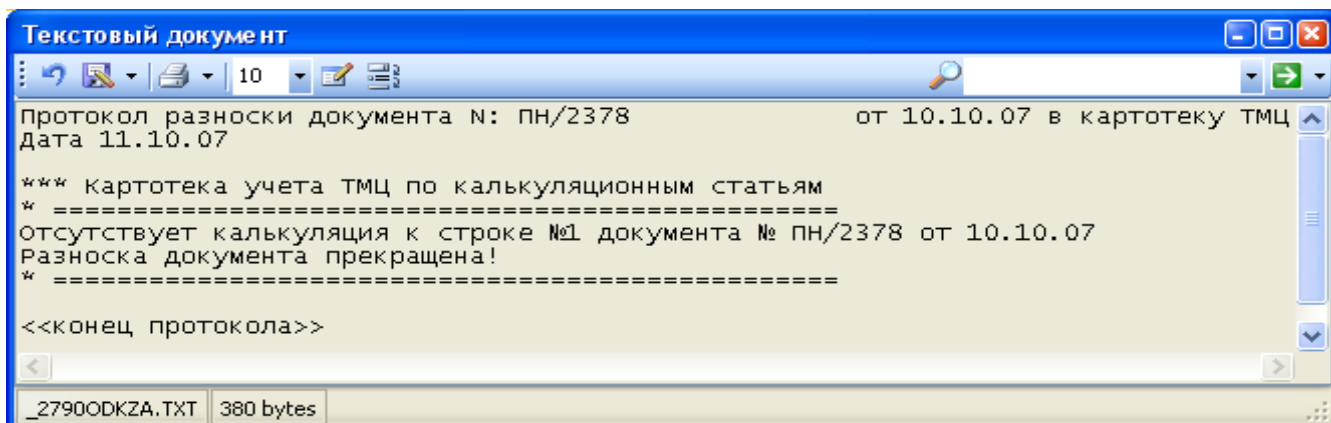 Текстовый документ
10
Протокол разноски документа N: ПН/2378 от 10.10.07 в картотеку ТМЦ
Дата 11.10.07
*** Картотека учета ТМЦ по калькуляционным статьям
* =================================================
Отсутствует калькуляция к строке №1 документа № ПН/2378 от 10.10.07
Разноска документа прекращена!
* =================================================
<<конец протокола>>
_2790ODKZA.TXT 380 bytes